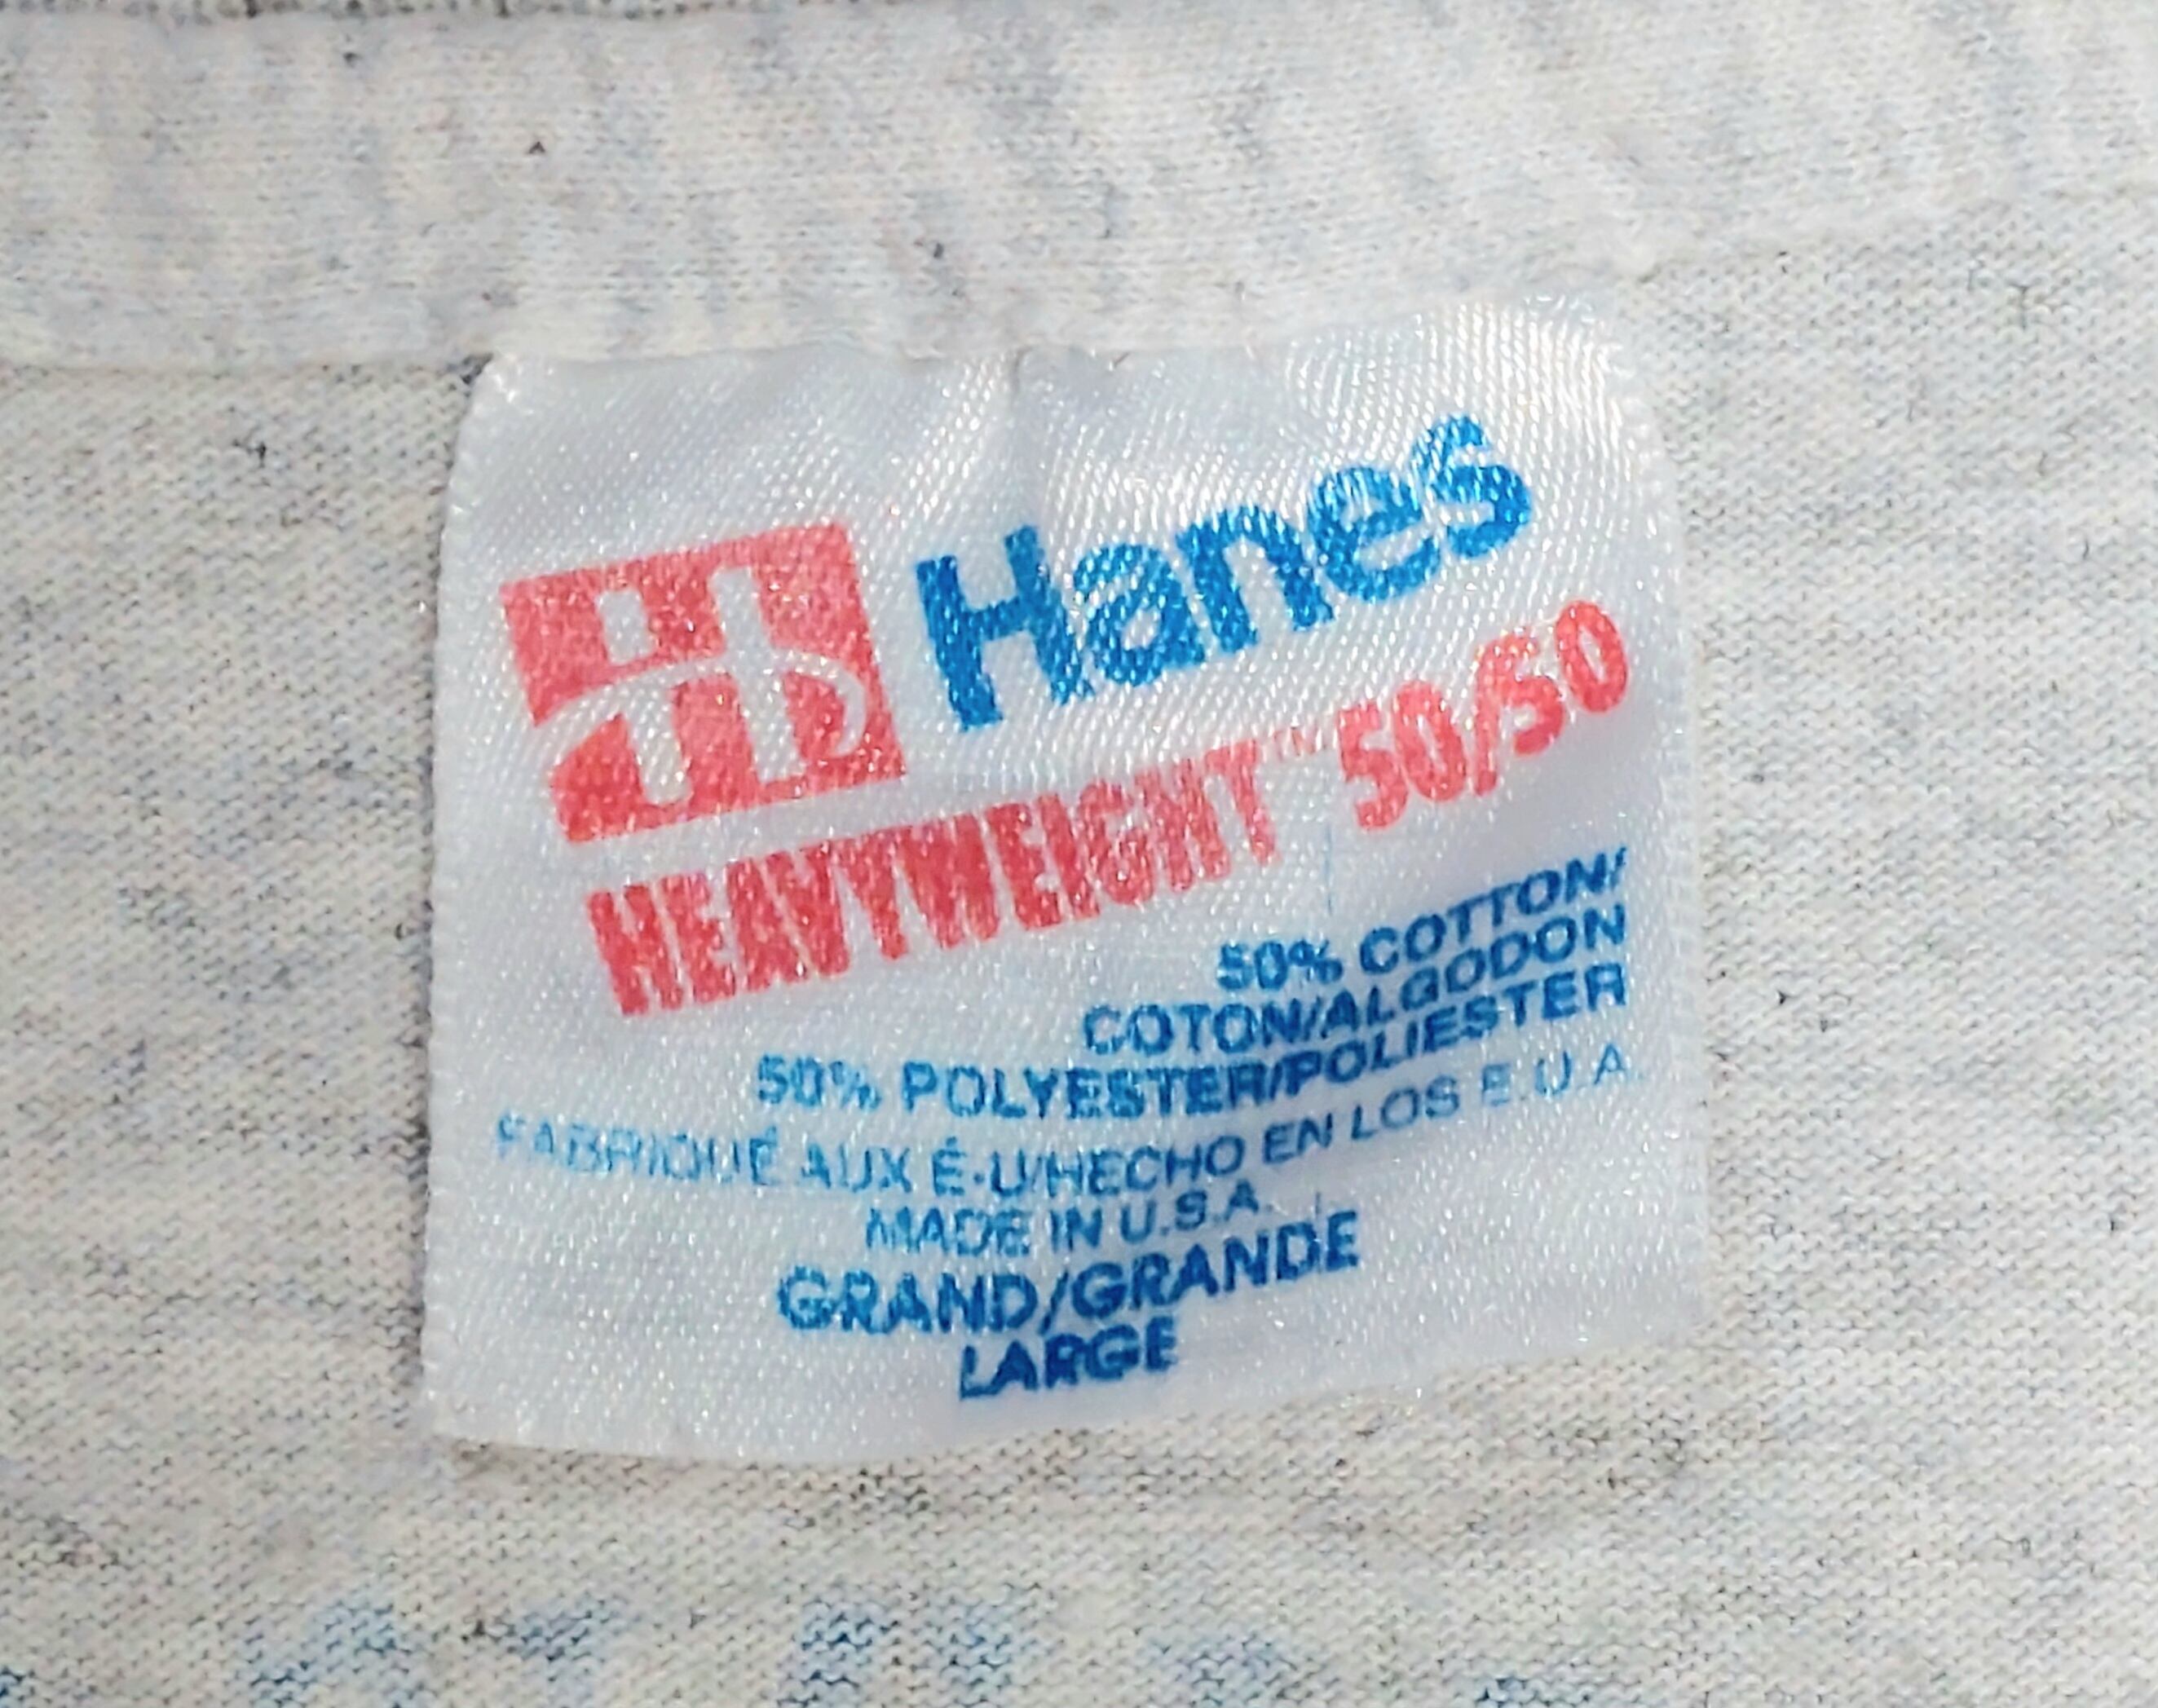 Hanes
HEAVYWEIGHT™ 50/50
50% COTTON/
COTON/ALGODON
50% POLYESTER/POLIESTER
FABRIQUÉ AUX É.-U/HECHO EN LOS E.U.A.
MADE IN U.S.A.
GRAND/GRANDE
LARGE